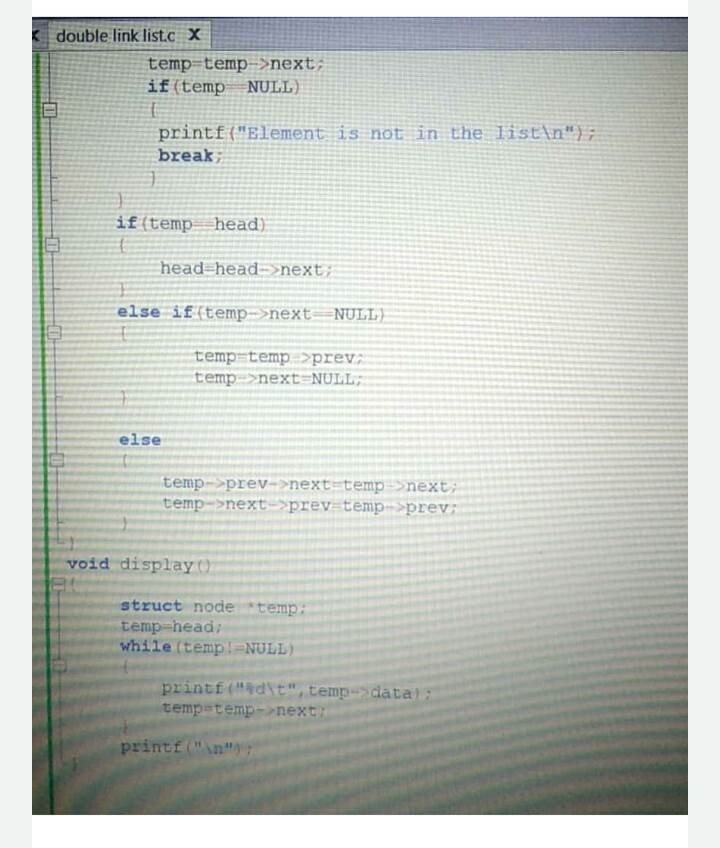 double link list.c X
temp=temp->next;
if(temp==NULL)
{
printf("Element is not in the list\n");
break;
}
}
if(temp==head)
{
head=head->next;
}
else if(temp->next==NULL)
{
temp=temp->prev;
temp->next=NULL;
}
else
{
temp->prev->next=temp->next;
temp->next->prev=temp->prev;
}
}
void display()
{
struct node *temp;
temp=head;
while(temp!=NULL)
{
printf("%d\t",temp->data);
temp=temp->next;
}
printf("\n");
}